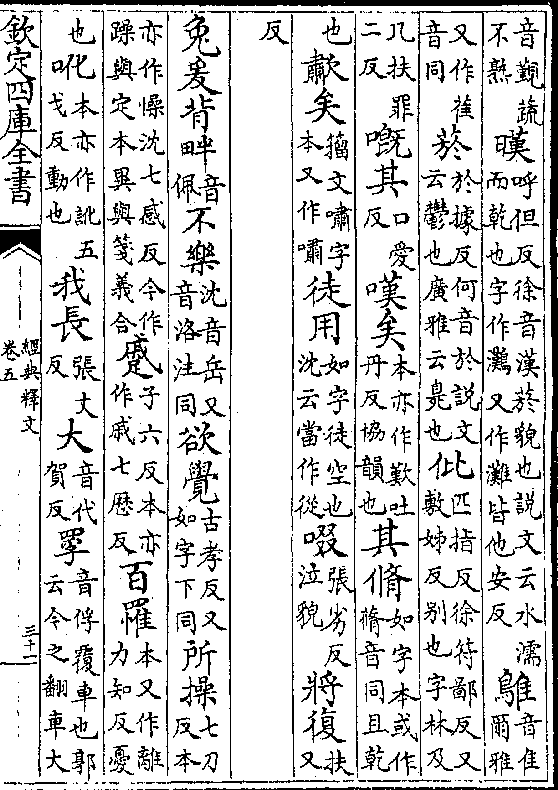 音覲蔬不熟暵呼但反徐音漢菸貌也說文云水濡而乾也字作𤅩又作灘皆他安反鵻音隹爾雅
又作萑音同菸於據反何音於說文云鬱也廣雅云臰也仳匹指反徐符鄙反又敷姊反別也字林及
几扶罪二反嘅其口愛反嘆矣本亦作歎吐丹反協韻也其脩如字本或作蓨音同且乾
也歗矣籀文嘯字本又作嘯徒用如字徒空也沈云當作從啜張劣反泣貌將復扶又
反
兔爰背畔音佩不樂沈音岳又音洛注同欲覺古孝反又如字下同所操七刀反本
亦作懆沈七感反今作躁與定本異與箋義合蹙子六反本亦作戚七歷反百罹本又作離力知反憂
也吪本亦作訛五戈反動也我長張丈反大音代賀反罦音俘覆車也郭云今之翻車大
欽定四庫全書
經典釋文
卷五
三十一